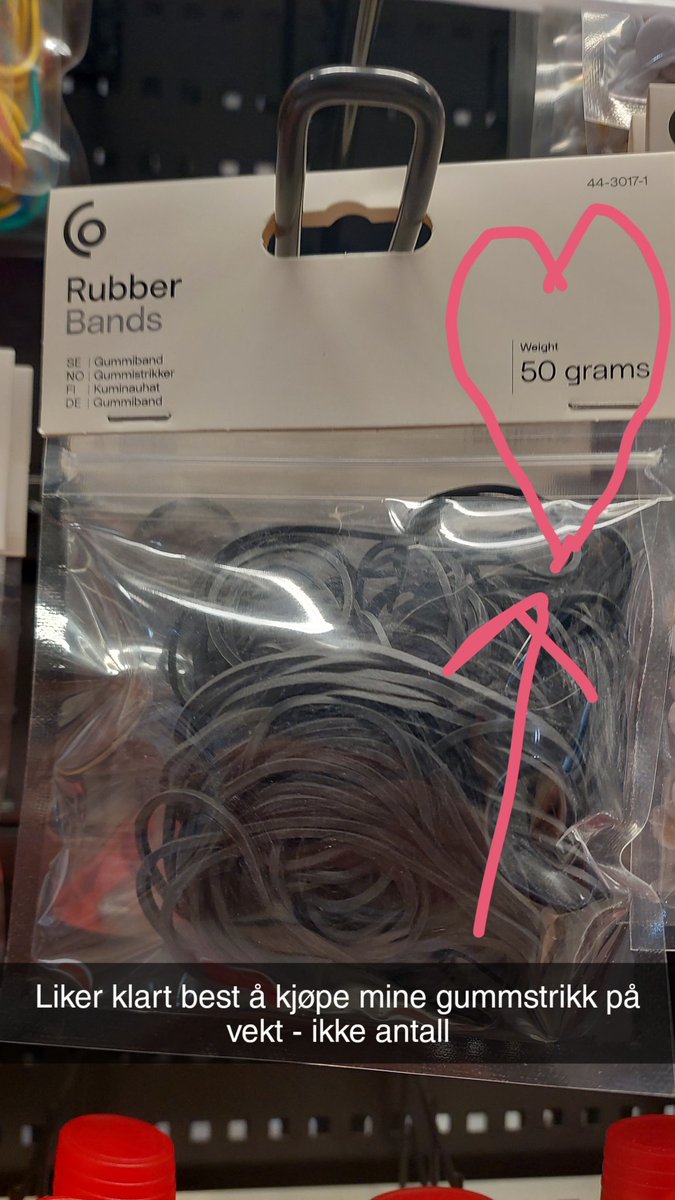 44-3017-1
Co
Rubber
Bands
SE | Gummiband
NO | Gummistrikker
FI | Kuminauhat
DE | Gummiband
Weight
50 grams
Liker klart best å kjøpe mine gummstrikk på
vekt - ikke antall